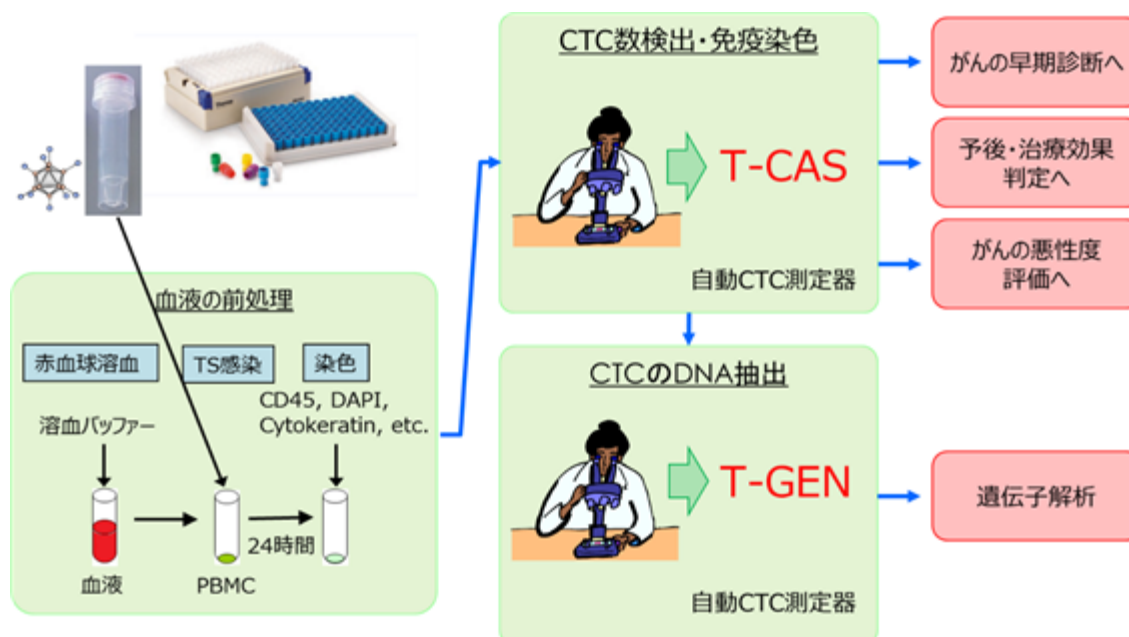 血液の前処理
赤血球溶血
TS感染
染色
溶血バッファー
CD45, DAPI,
Cytokeratin, etc.
24時間
血液
PBMC
CTC数検出・免疫染色
T-CAS
自動CTC測定器
がんの早期診断へ
予後・治療効果
判定へ
がんの悪性度
評価へ
CTCのDNA抽出
T-GEN
自動CTC測定器
遺伝子解析